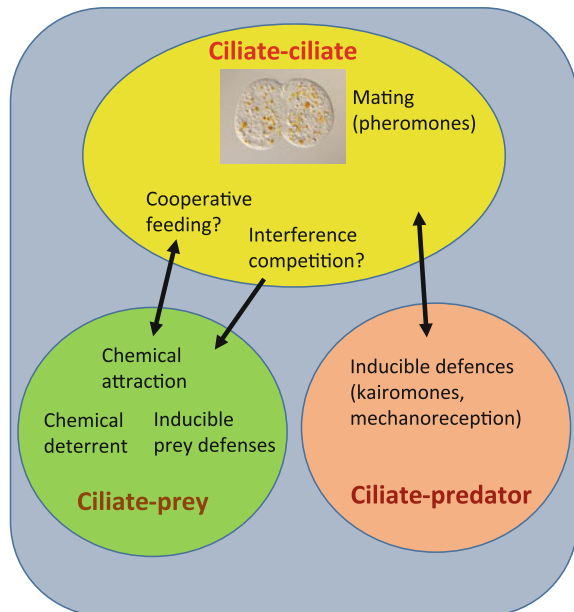 Ciliate-ciliate
Mating
(pheromones)
Cooperative
feeding?
Interference
competition?
Chemical
attraction
Chemical
deterrent
Inducible
prey defenses
Ciliate-prey
Inducible defences
(kairomones,
mechanoreception)
Ciliate-predator